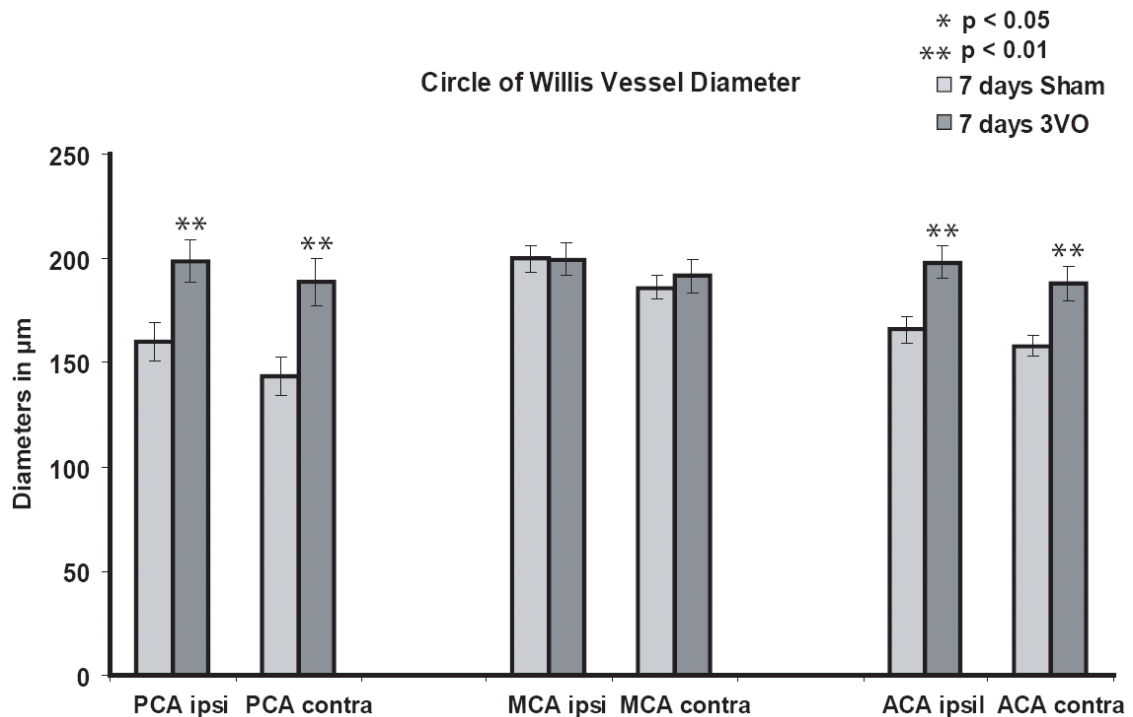 * p < 0.05
** p < 0.01
Circle of Willis Vessel Diameter
7 days Sham
7 days 3VO
250
200
150
100
50
0
Diameters in µm
**
**
**
**
PCA ipsi PCA contra MCA ipsi MCA contra ACA ipsil ACA contra